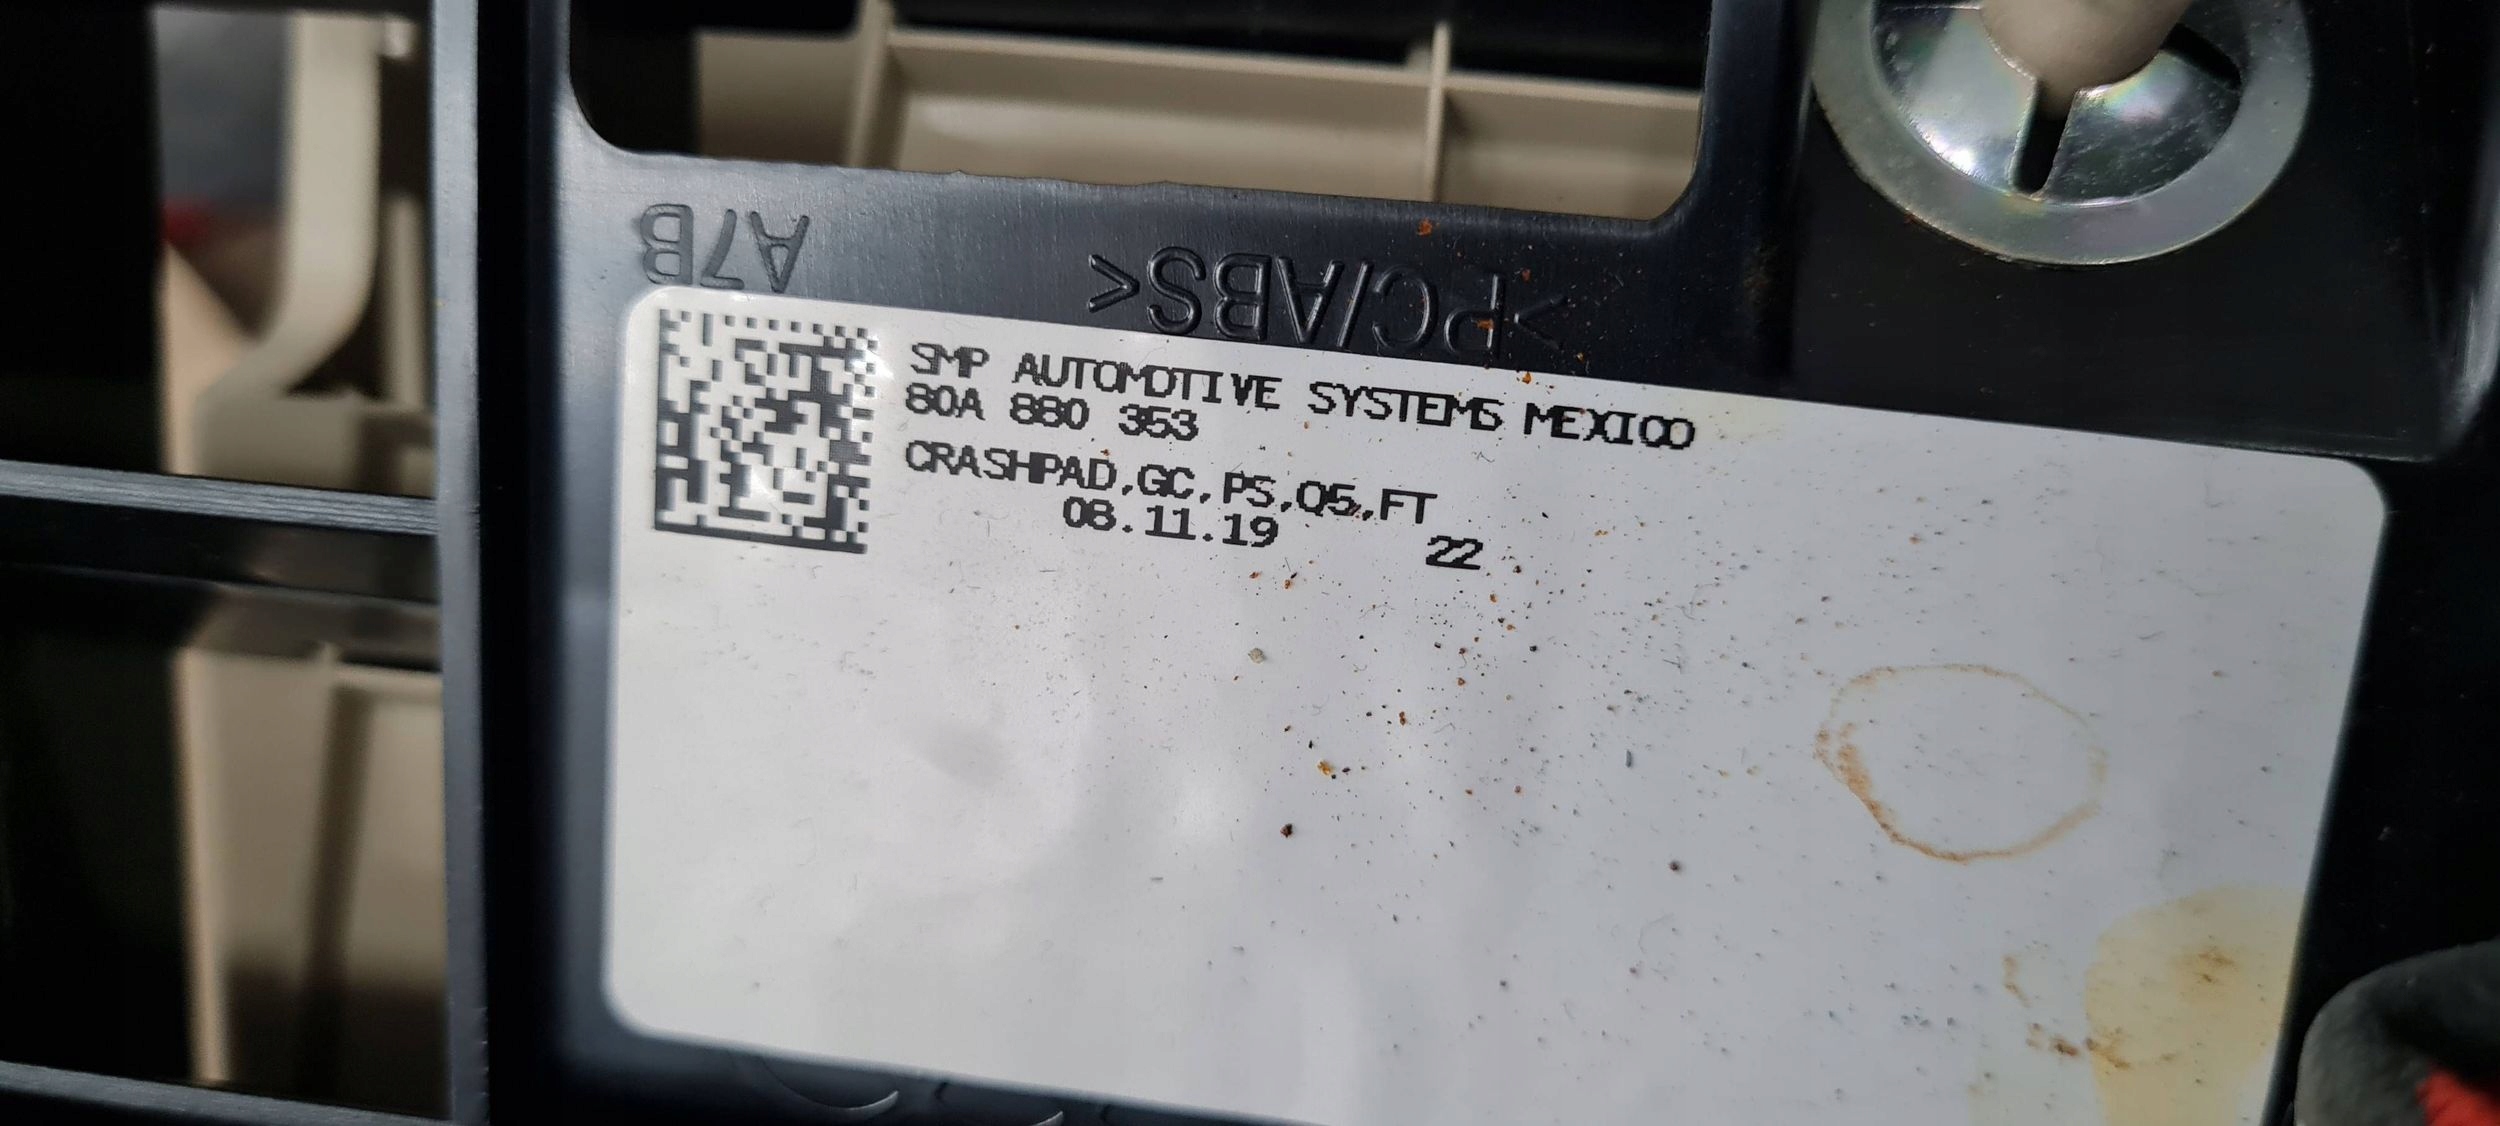 A7B
>PC/ABS<
SMP AUTOMOTIVE SYSTEMS MEXICO
80A 880 353
CRASHPAD,GC,PS,Q5,FT
08.11.19 22